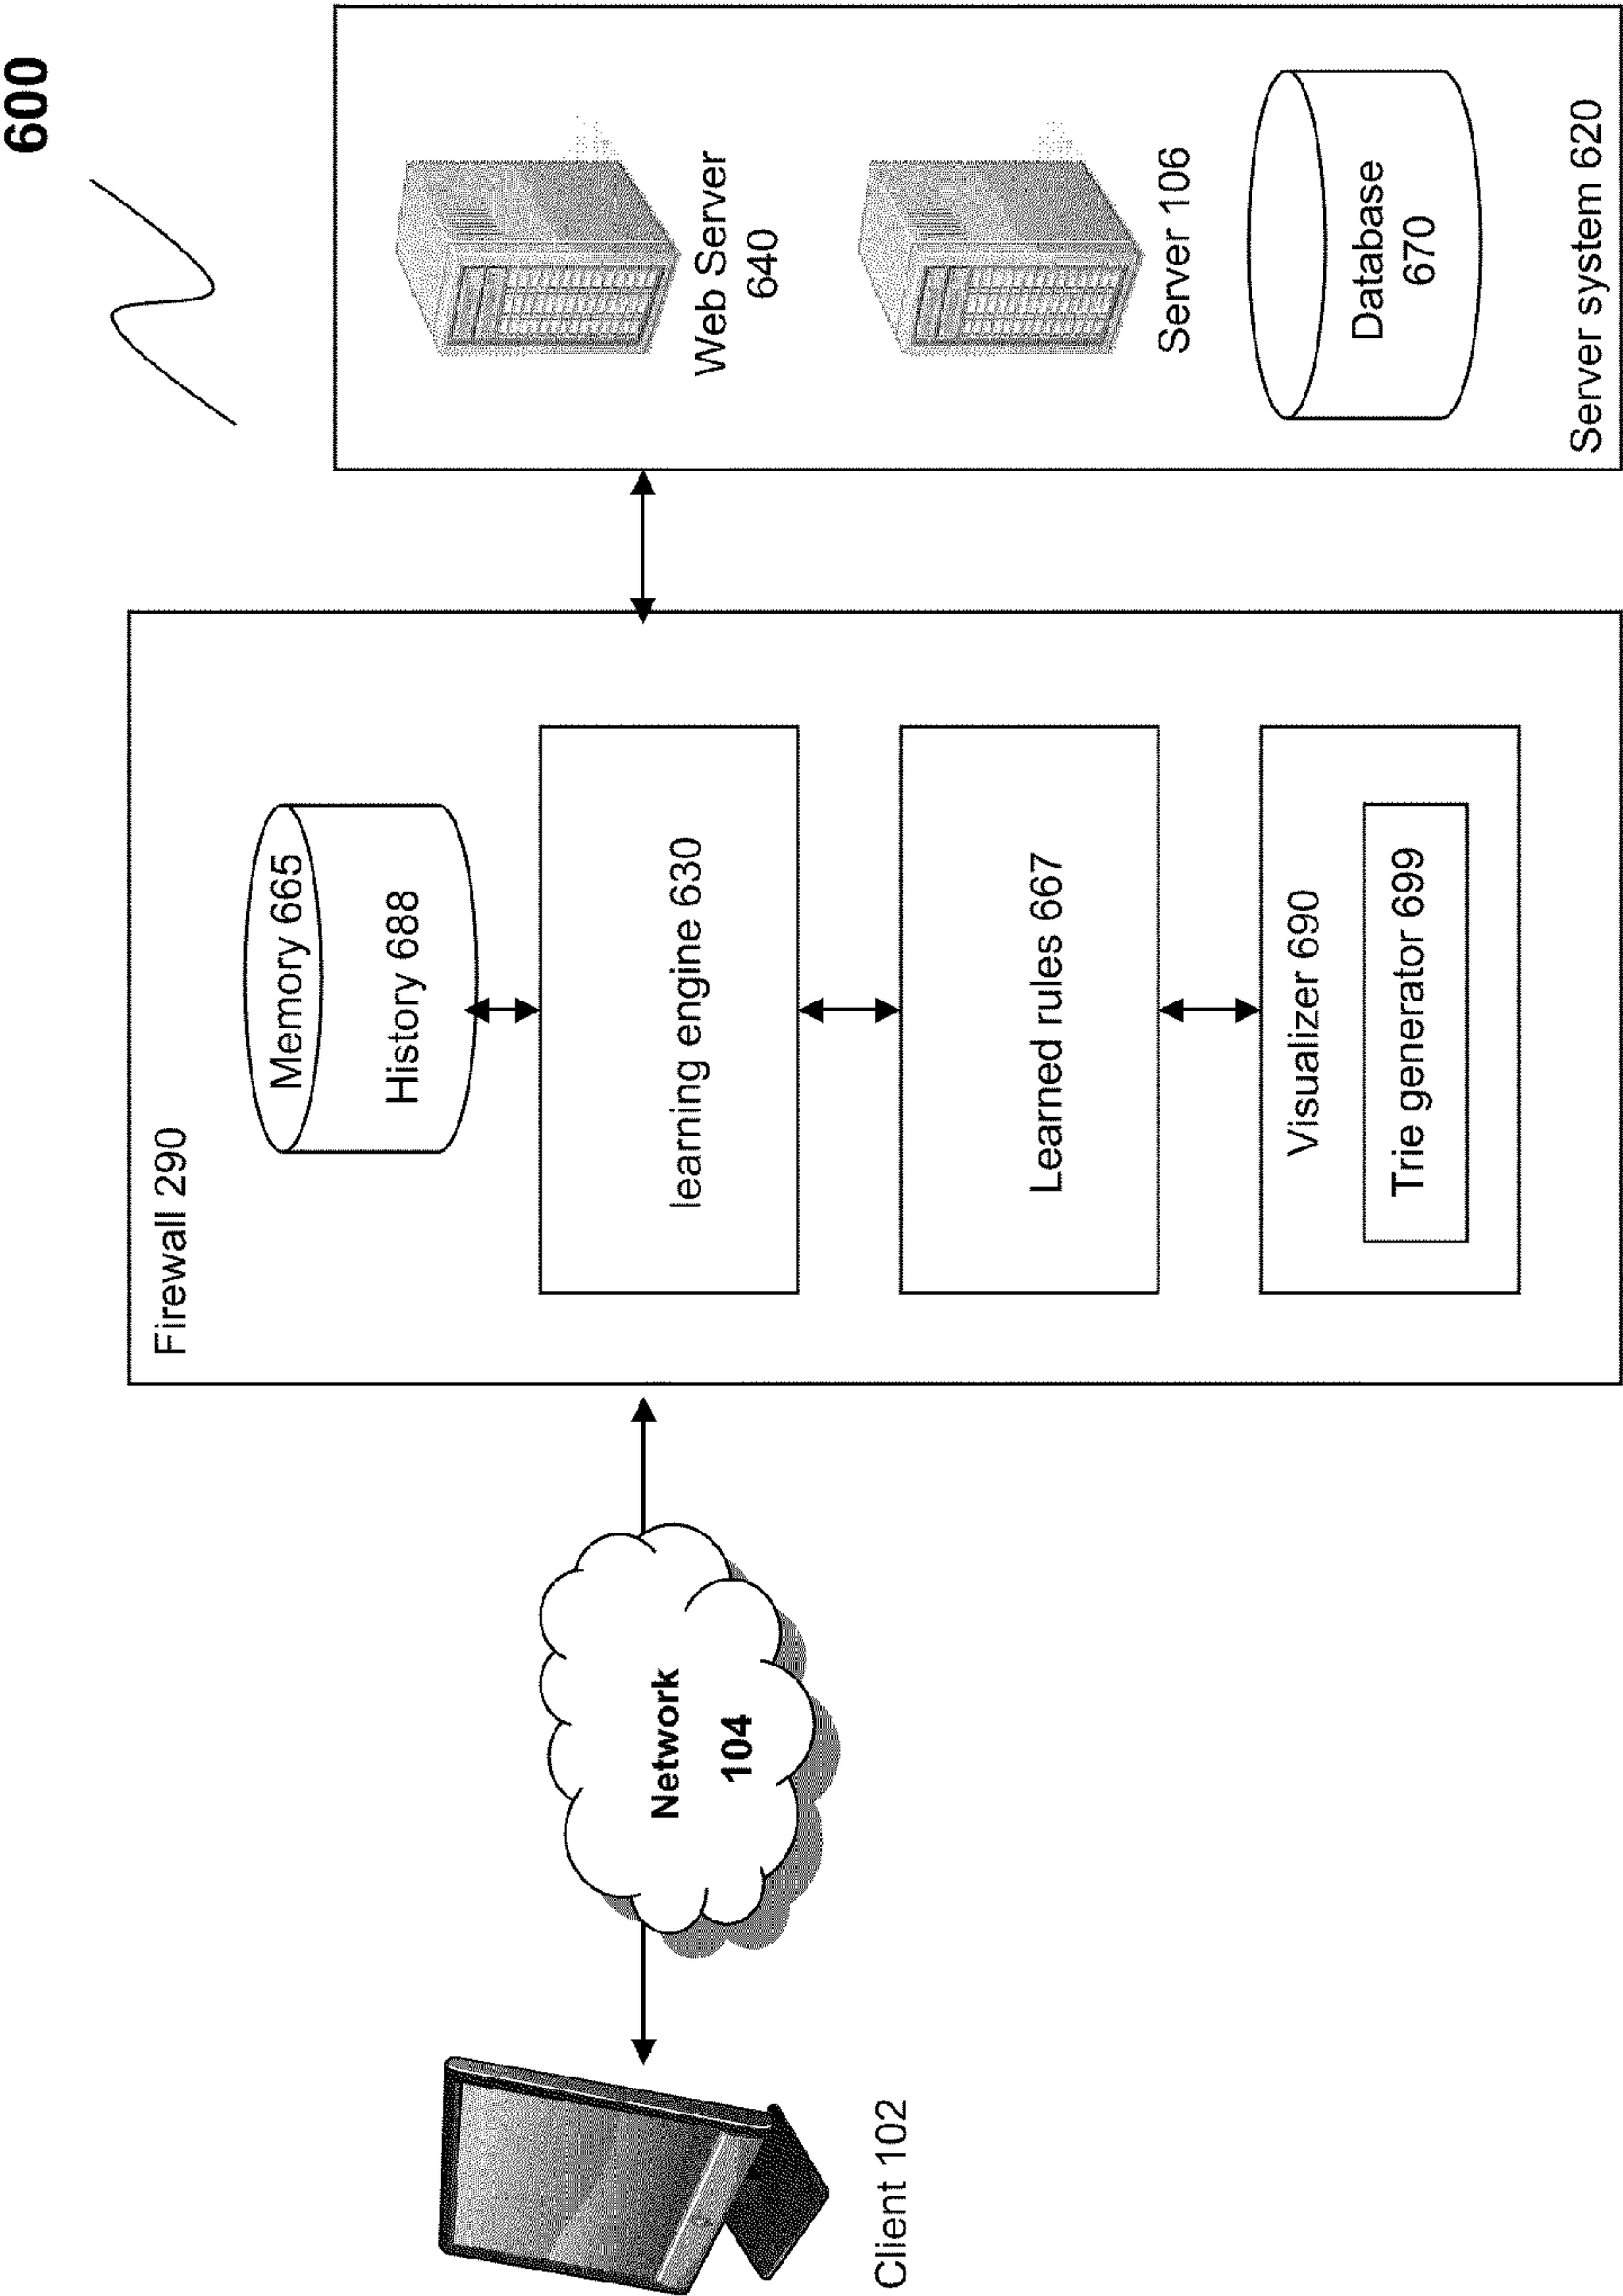 600
Firewall 290
Memory 665
History 688
learning engine 630
Learned rules 667
Visualizer 690
Trie generator 699
Network
104
Client 102
Web Server
640
Server 106
Database
670
Server system 620